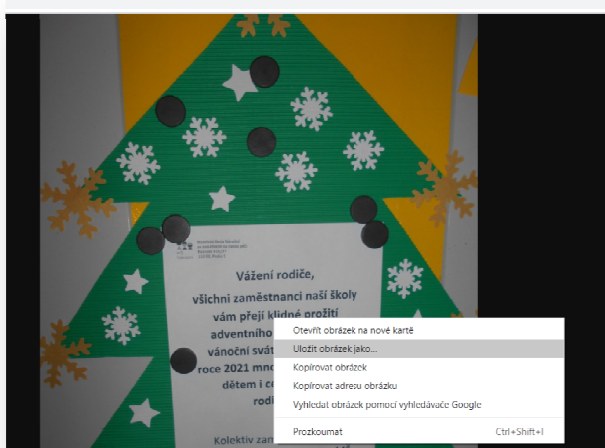 Vážení rodiče,
všichni zaměstnanci naší školy
vám přejí klidné prožití
adventního
vánoční svát
roce 2021 mno
dětem i ce
rodi
Kolektiv zam
Otevřít obrázek na nové kartě
Uložit obrázek jako...
Kopírovat obrázek
Kopírovat adresu obrázku
Vyhledat obrázek pomocí vyhledávače Google
Prozkoumat Ctrl+Shift+I